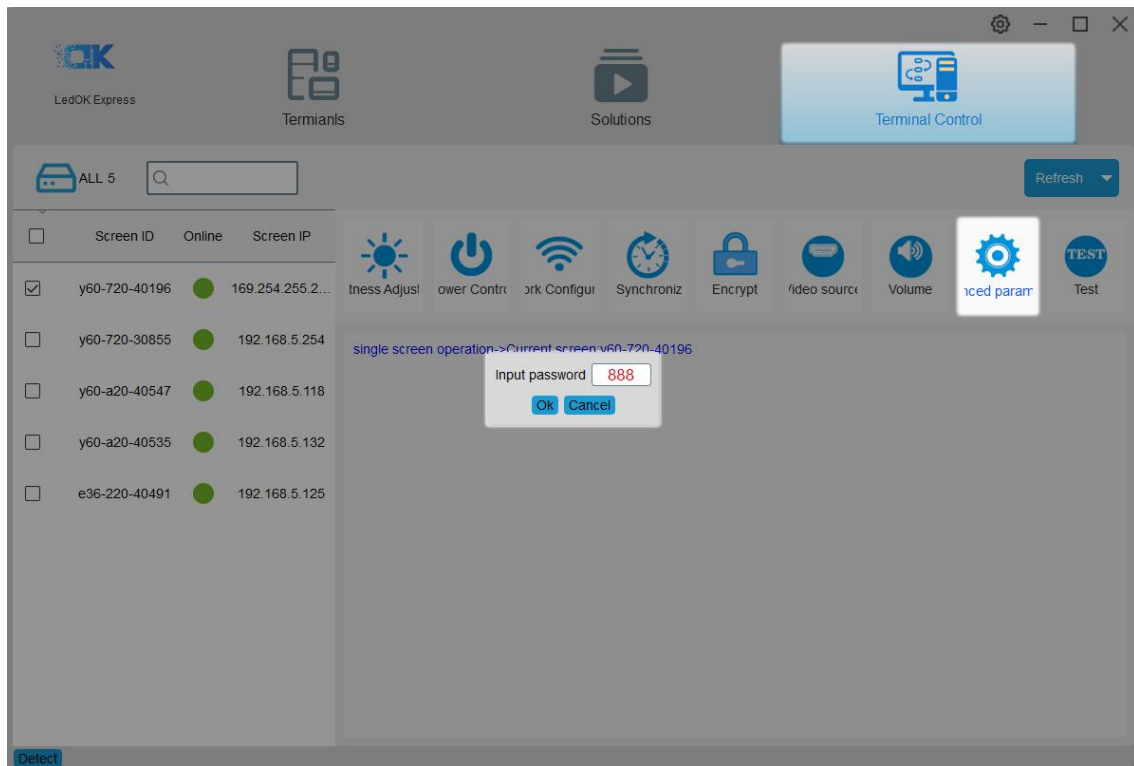 OK
LedOK Express
Termianls
Solutions
Terminal Control
ALL 5
Refresh
Screen ID Online Screen IP
y60-720-40196 169.254.255.2...
y60-720-30855 192.168.5.254
y60-a20-40547 192.168.5.118
y60-a20-40535 192.168.5.132
e36-220-40491 192.168.5.125
tness Adjust ower Contro ork Configur Synchroniz Encrypt Video source Volume nced param Test
TEST
single screen operation->Current screen:y60-720-40196
Input password 888
Ok Cancel
Detect